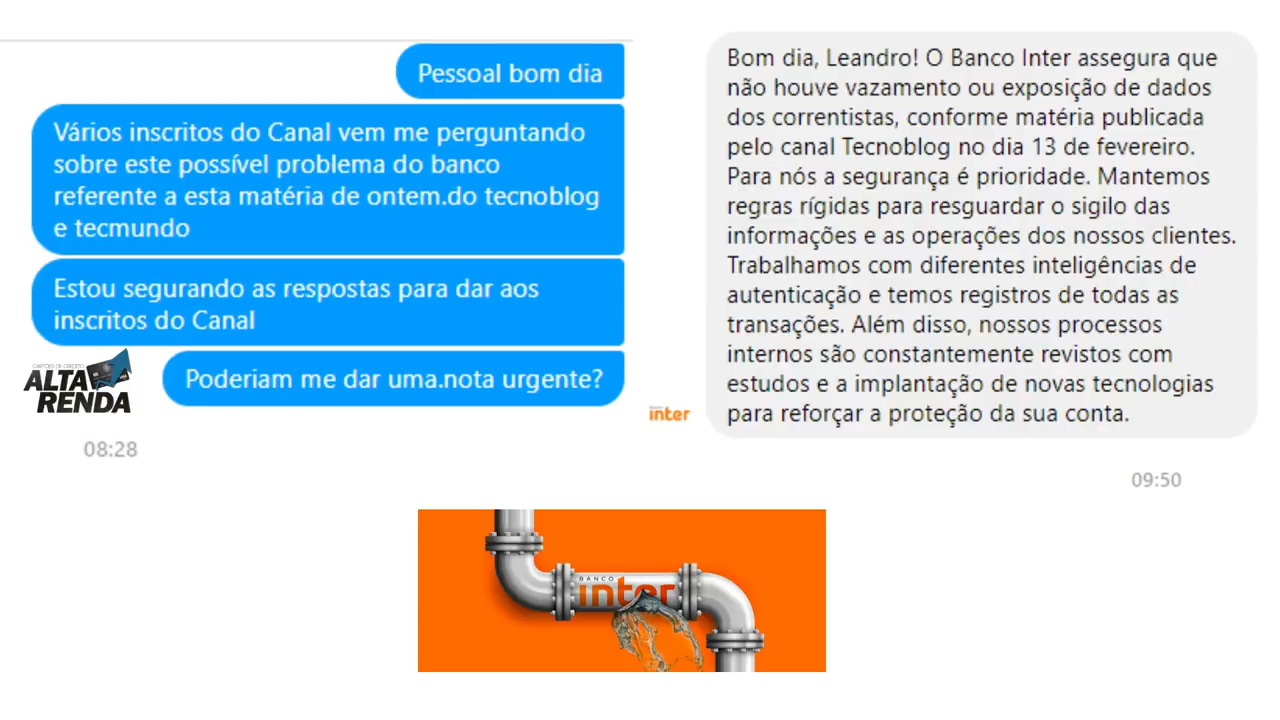 Pessoal bom dia
Vários inscritos do Canal vem me perguntando
sobre este possível problema do banco
referente a esta matéria de ontem.do tecnoblog
e tecmundo
Estou segurando as respostas para dar aos
inscritos do Canal
Poderiam me dar uma.nota urgente?
CARTÕES DE CRÉDITO
ALTA
RENDA
08:28
Bom dia, Leandro! O Banco Inter assegura que
não houve vazamento ou exposição de dados
dos correntistas, conforme matéria publicada
pelo canal Tecnoblog no dia 13 de fevereiro.
Para nós a segurança é prioridade. Mantemos
regras rígidas para resguardar o sigilo das
informações e as operações dos nossos clientes.
Trabalhamos com diferentes inteligências de
autenticação e temos registros de todas as
transações. Além disso, nossos processos
internos são constantemente revistos com
estudos e a implantação de novas tecnologias
para reforçar a proteção da sua conta.
inter
09:50
BANCO
inter